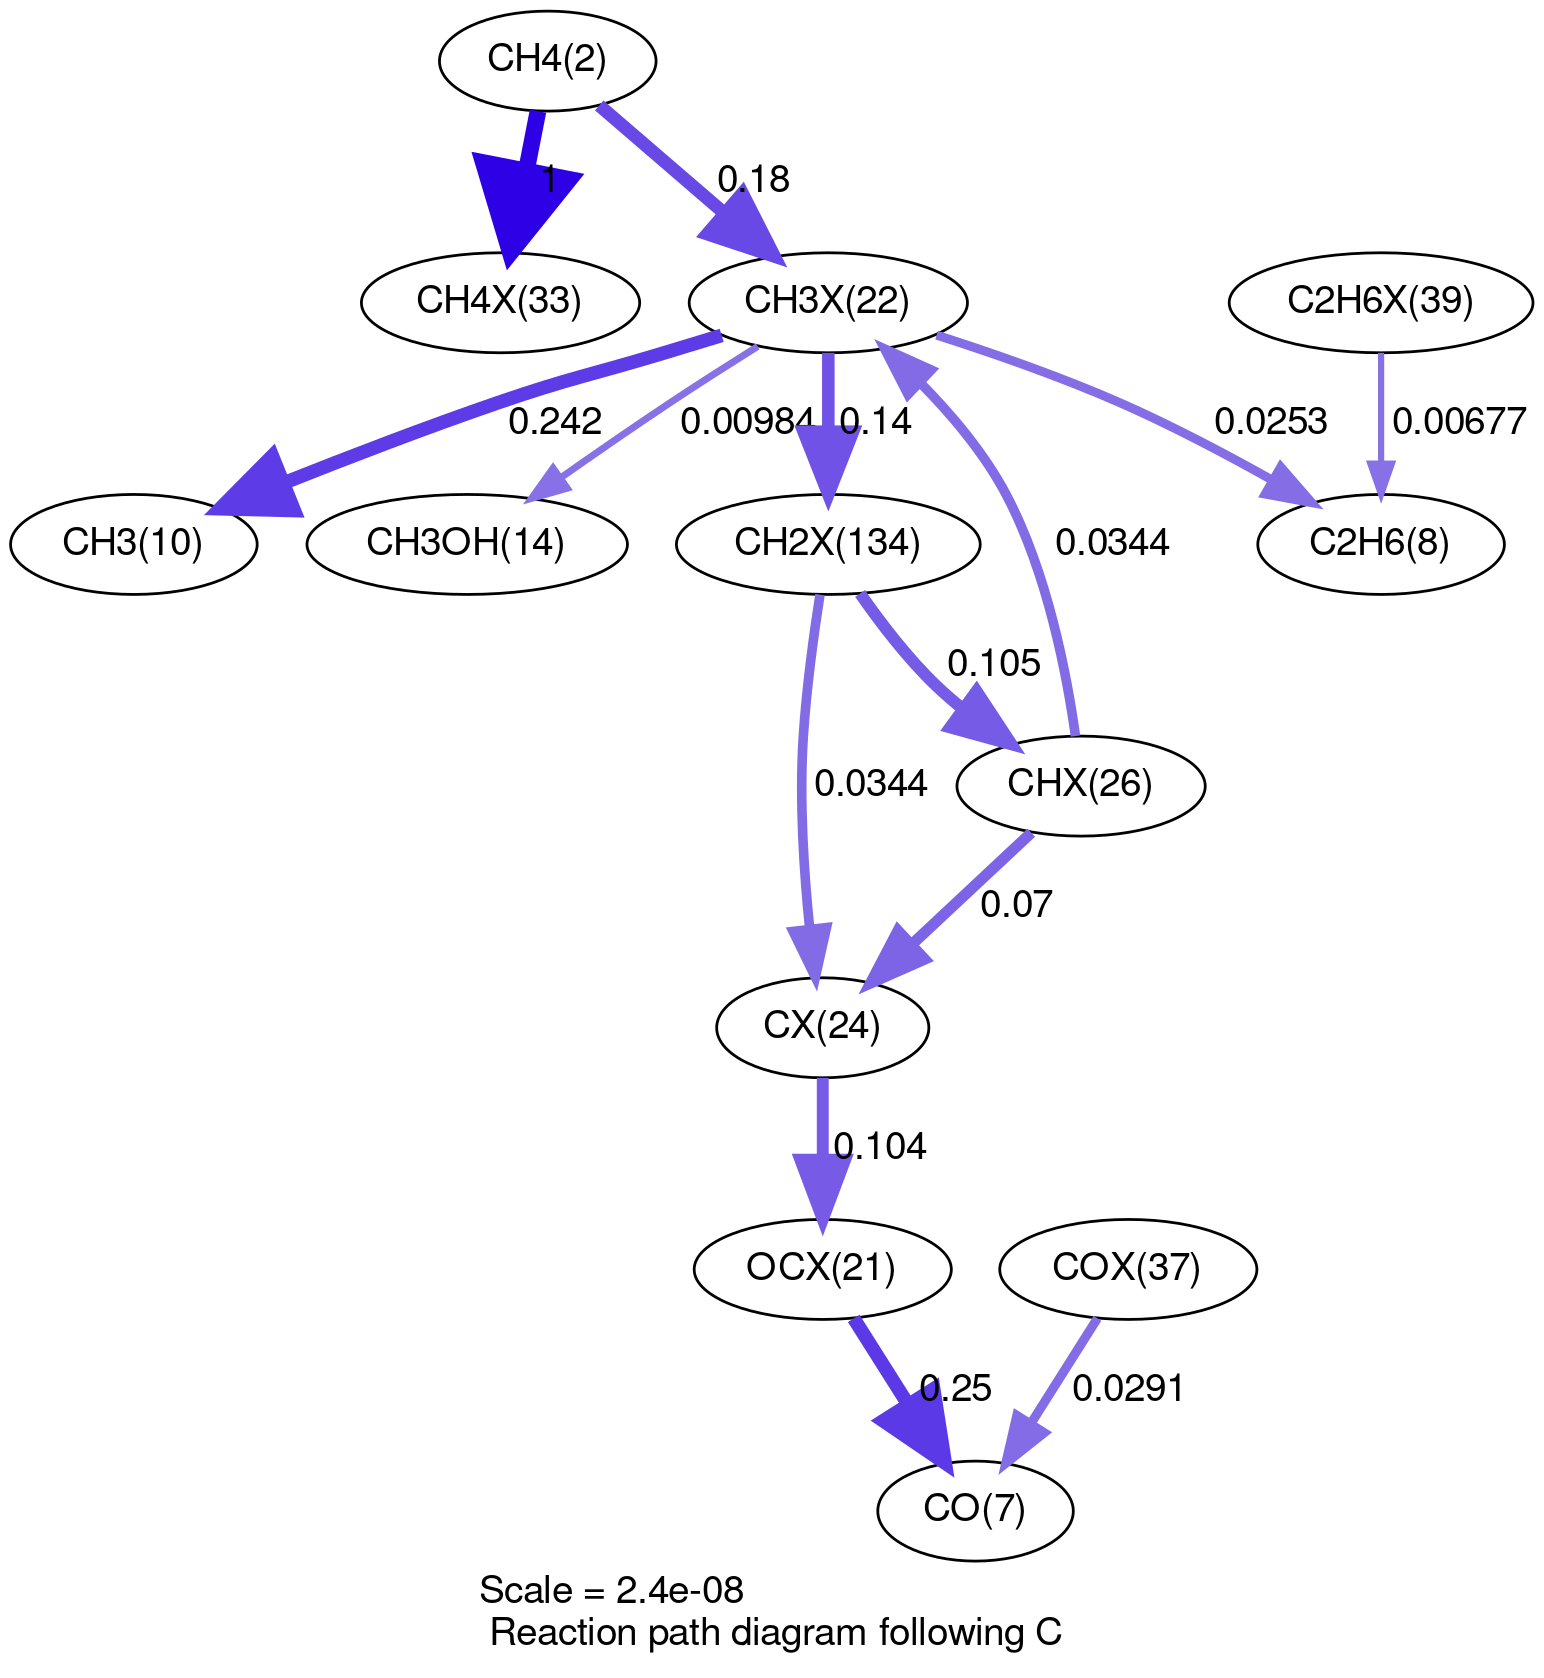 CH4(2)
1
0.18
CH4X(33)
CH3X(22)
C2H6X(39)
0.242
0.00984
0.14
0.0253
0.00677
CH3(10)
CH3OH(14)
CH2X(134)
0.0344
C2H6(8)
0.105
0.0344
CHX(26)
0.07
CX(24)
0.104
OCX(21)
COX(37)
0.25
0.0291
CO(7)
Scale = 2.4e-08
Reaction path diagram following C